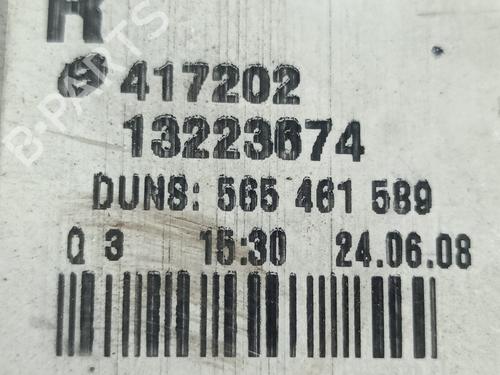 R
417202
13223674
DUNS: 565 461 589
Q 3 15:30 24.06.08
B-PARTS